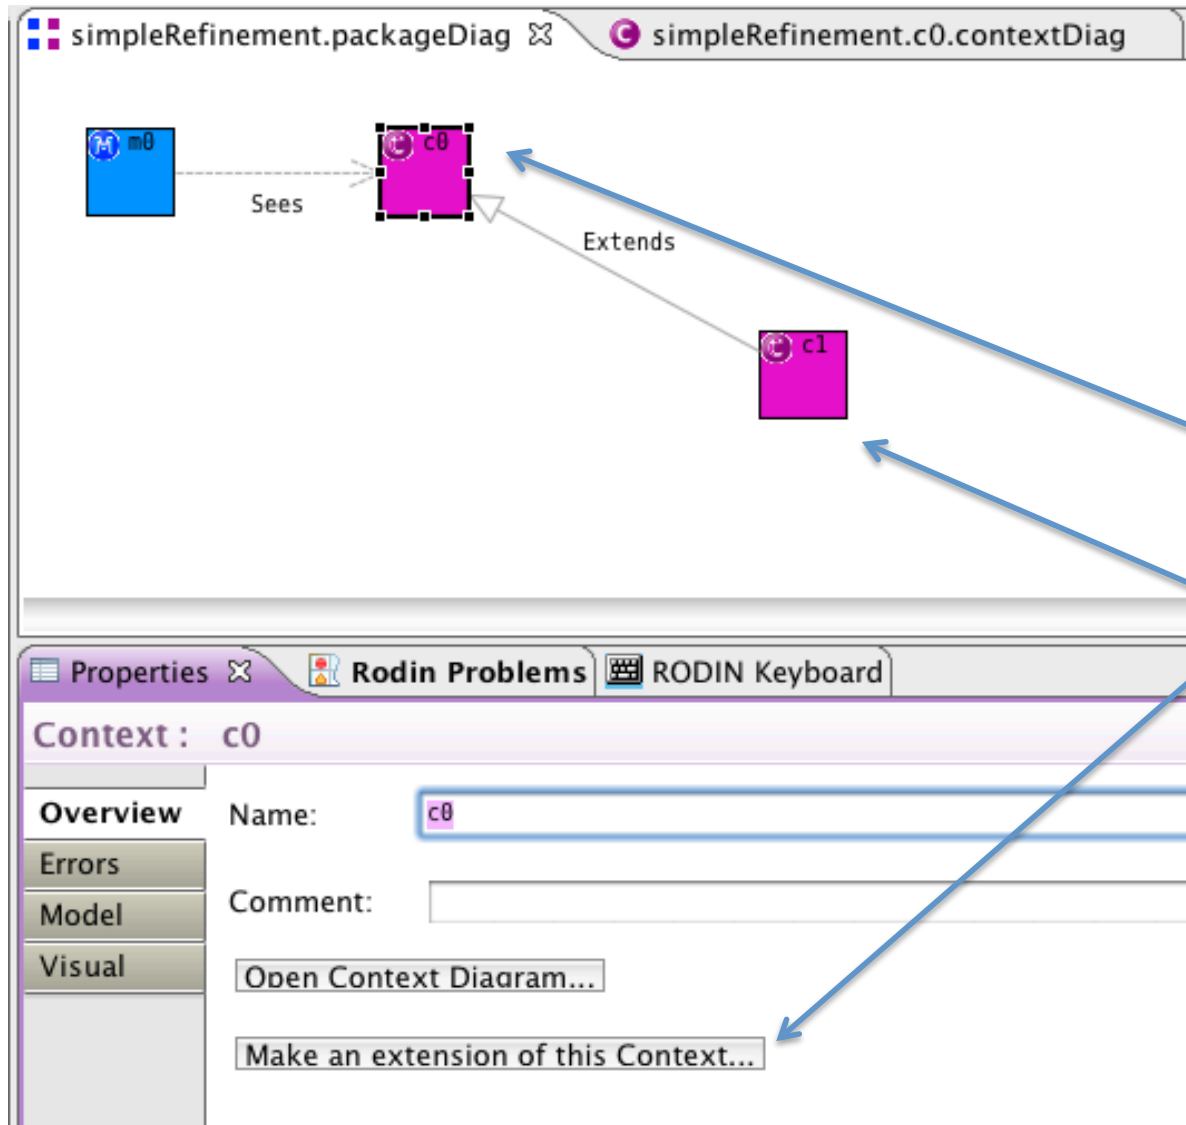 simpleRefinement.packageDiag
simpleRefinement.c0.contextDiag
m0
c0
Sees
Extends
c1
Properties
Rodin Problems
RODIN Keyboard
Context : c0
Overview
Name: c0
Errors
Comment:
Model
Visual
Open Context Diagram...
Make an extension of this Context...